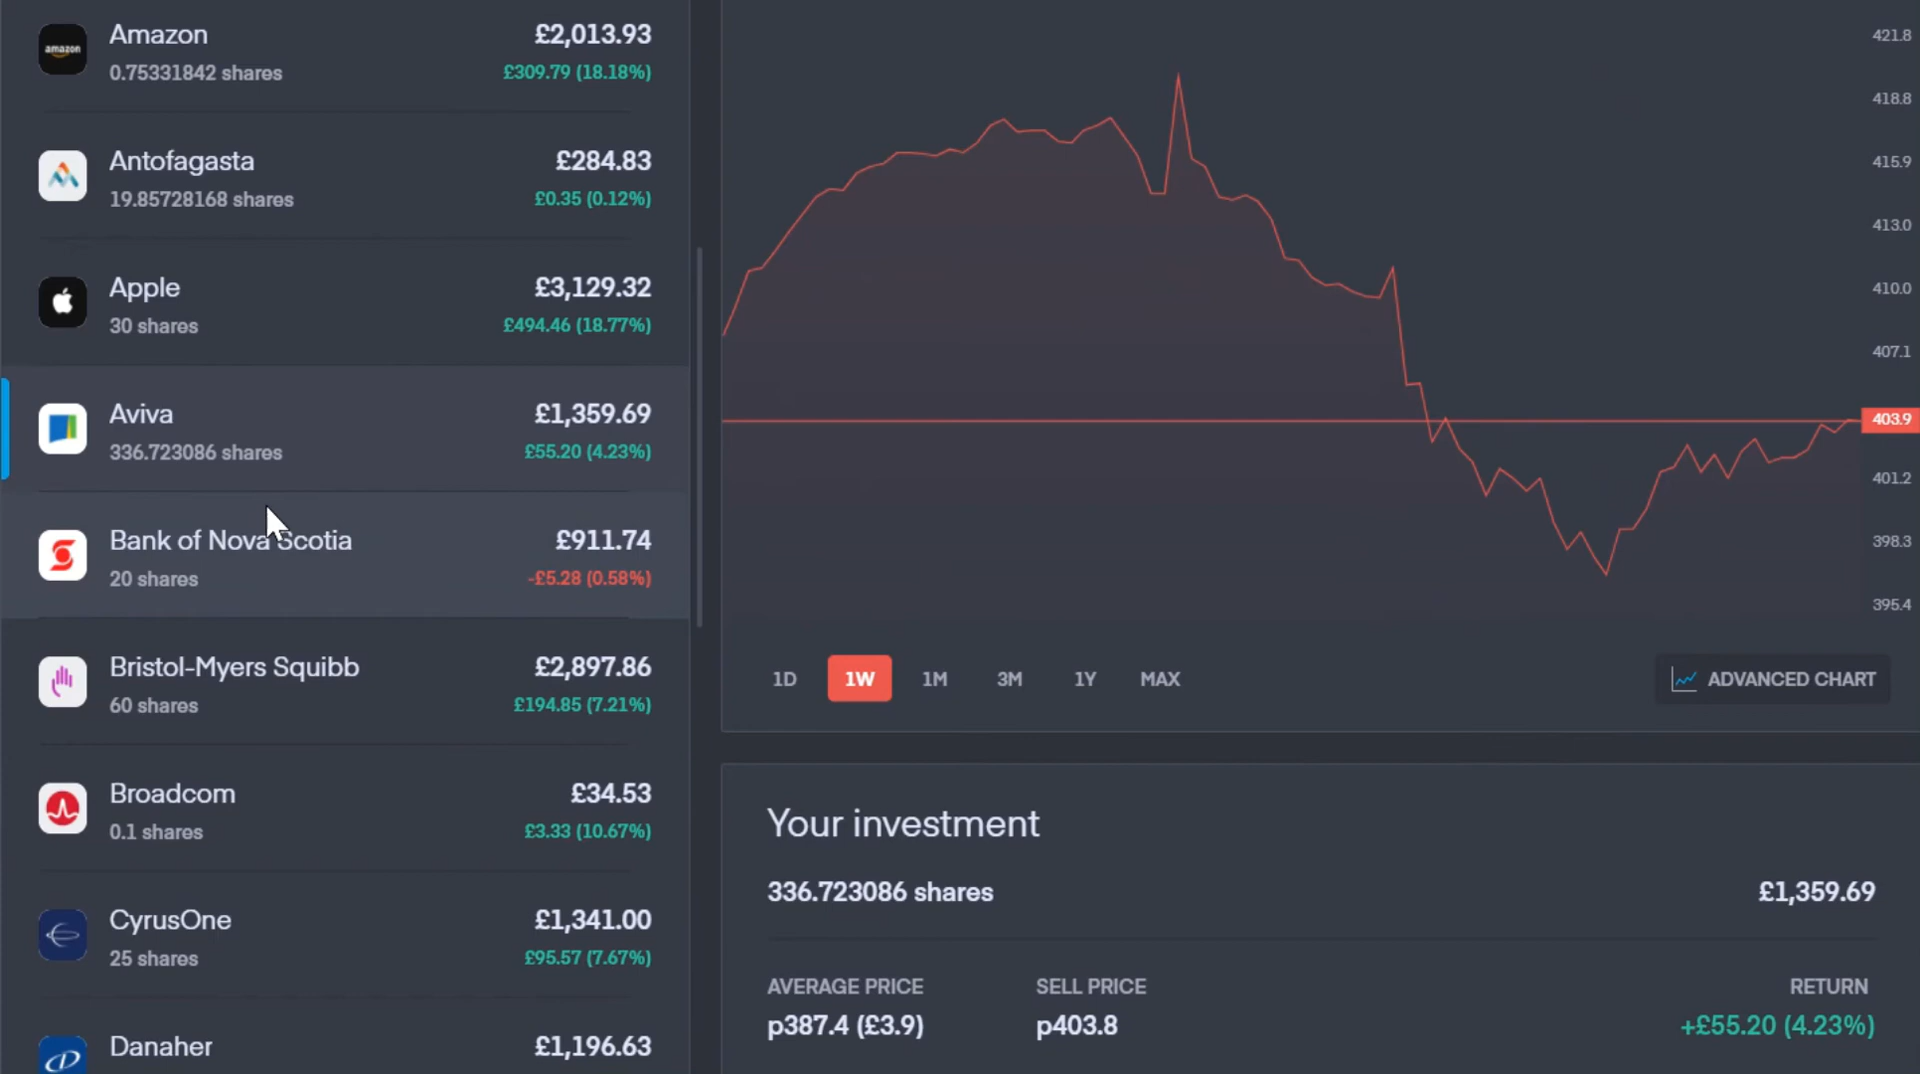 amazon
Amazon
£2,013.93
0.75331842 shares
£309.79 (18.18%)
Antofagasta
£284.83
19.85728168 shares
£0.35 (0.12%)
Apple
£3,129.32
30 shares
£494.46 (18.77%)
Aviva
£1,359.69
336.723086 shares
£55.20 (4.23%)
Bank of Nova Scotia
£911.74
20 shares
-£5.28 (0.58%)
Bristol-Myers Squibb
£2,897.86
60 shares
£194.85 (7.21%)
Broadcom
£34.53
0.1 shares
£3.33 (10.67%)
CyrusOne
£1,341.00
25 shares
£95.57 (7.67%)
Danaher
£1,196.63
421.8
418.8
415.9
413.0
410.0
407.1
403.9
401.2
398.3
395.4
1D 1W 1M 3M 1Y MAX
ADVANCED CHART
Your investment
336.723086 shares
£1,359.69
AVERAGE PRICE SELL PRICE RETURN
p387.4 (£3.9) p403.8 +£55.20 (4.23%)